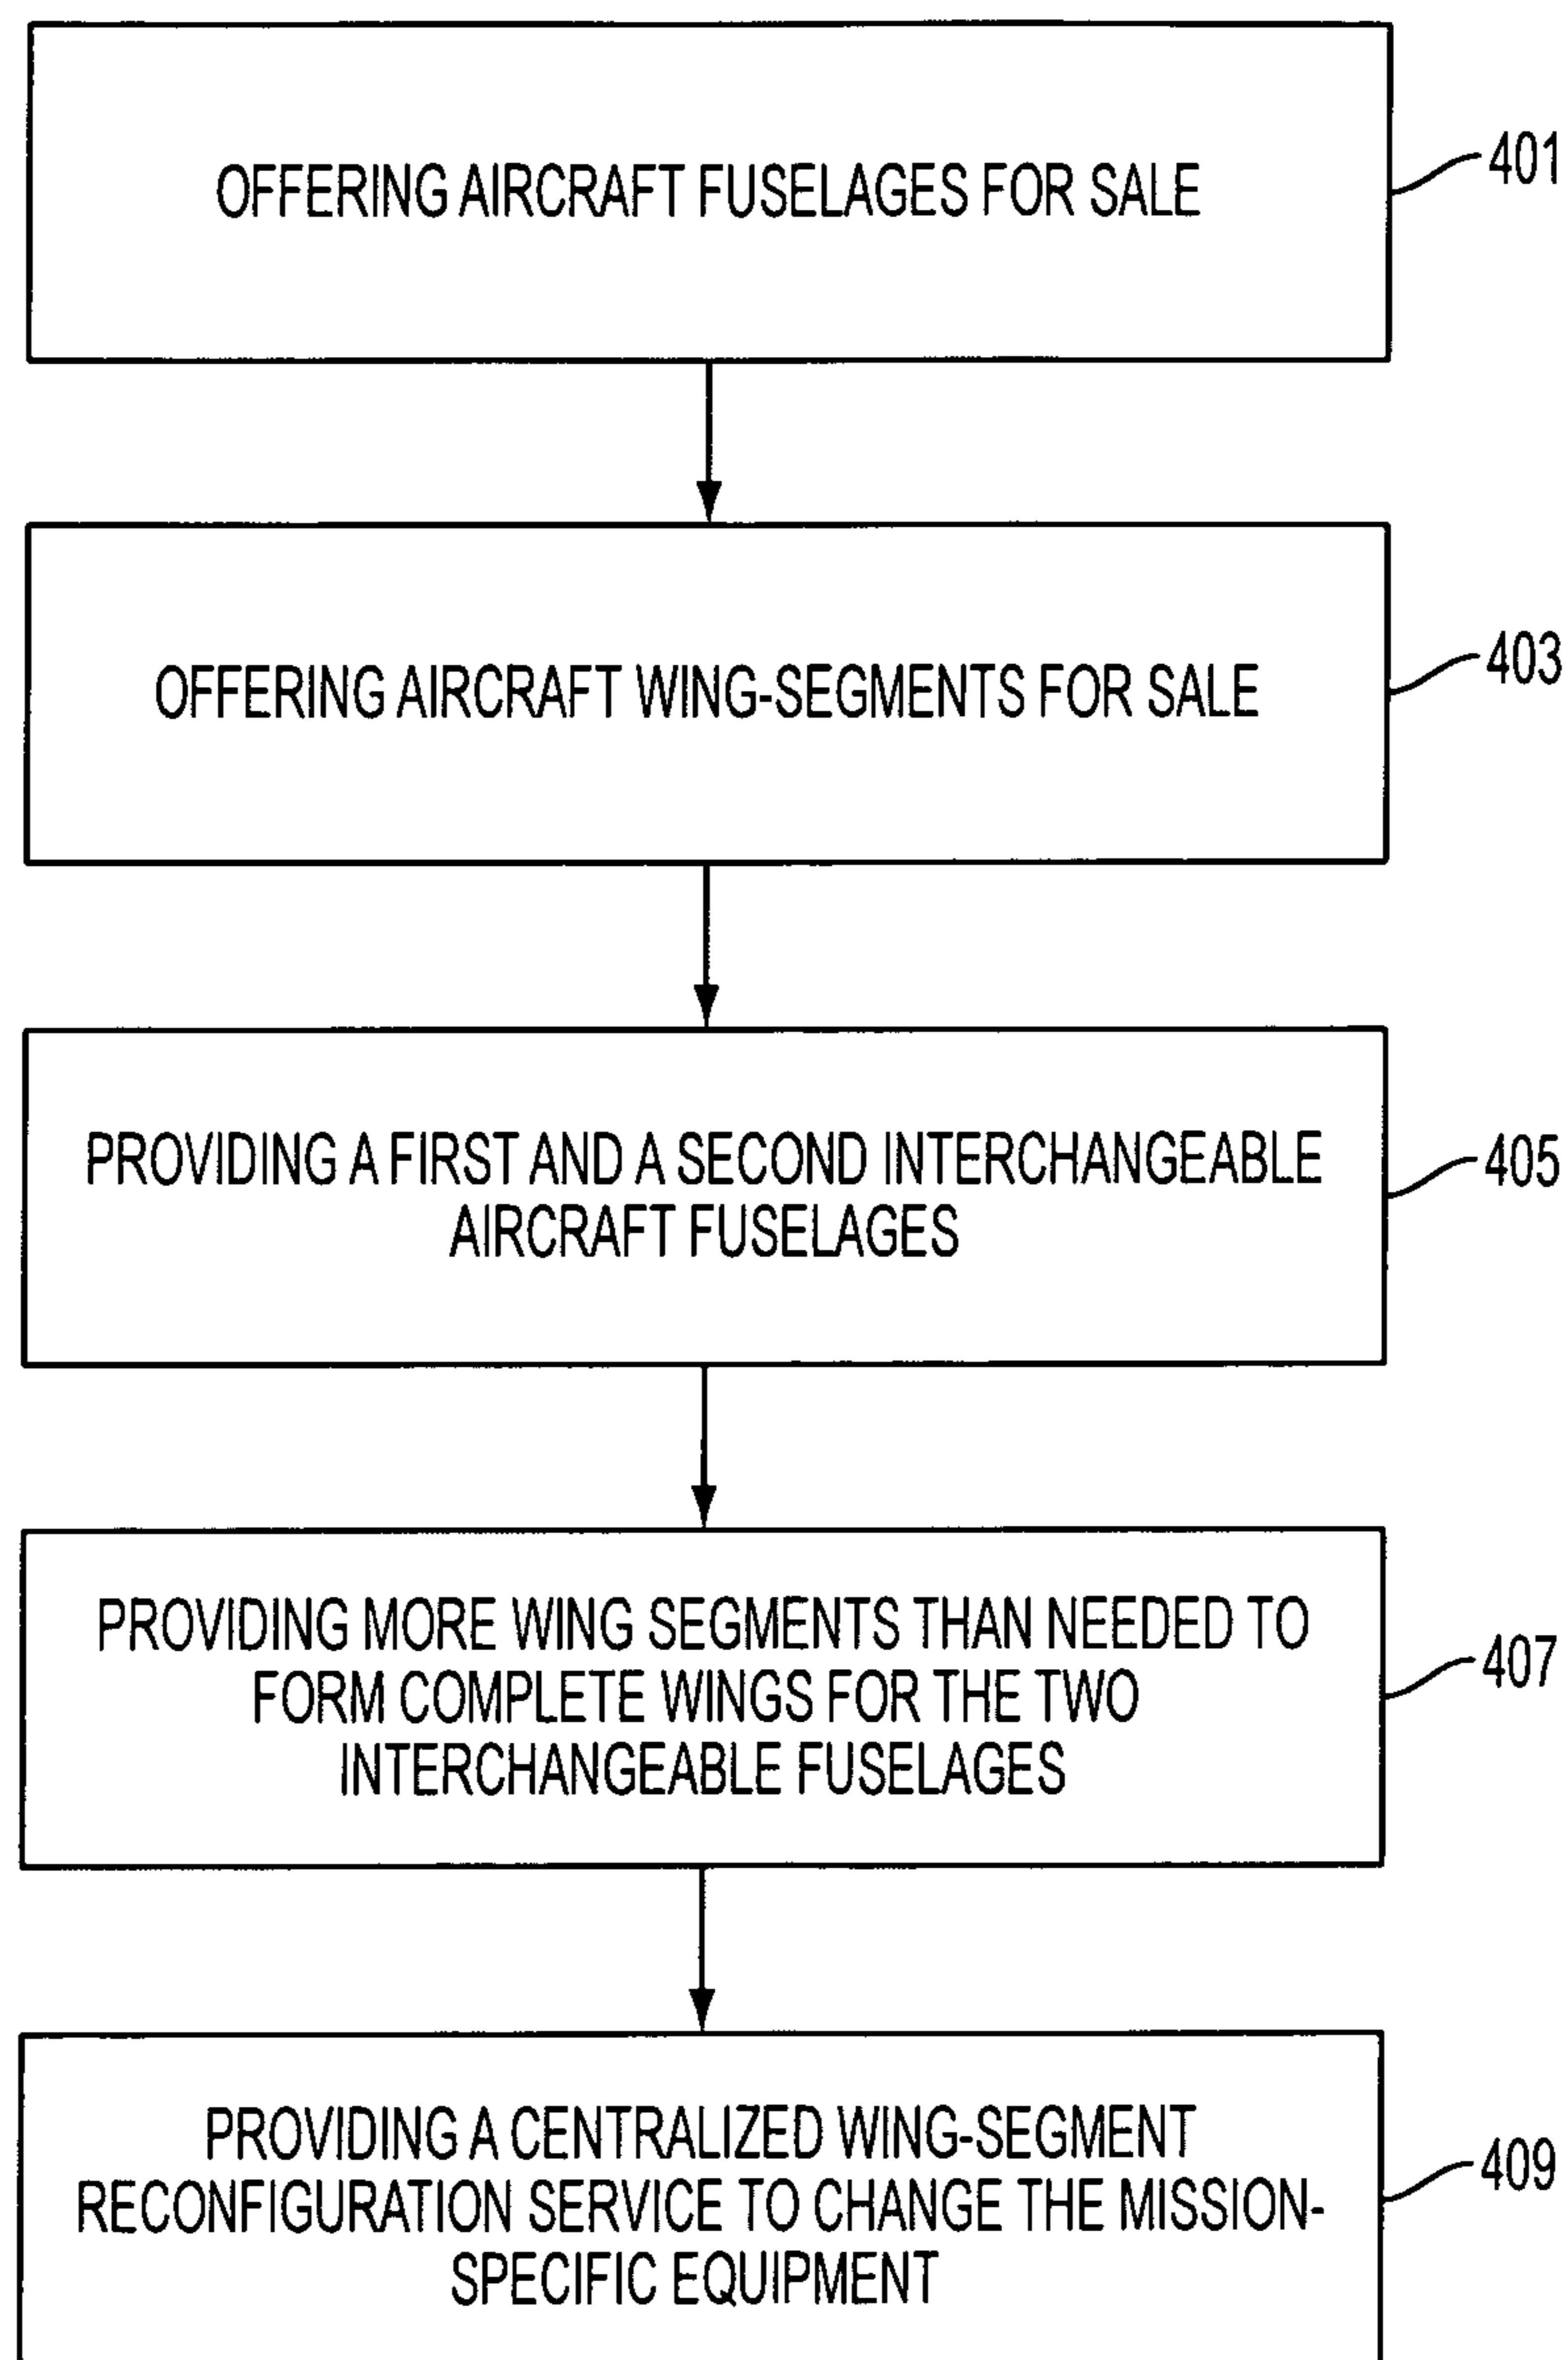 OFFERING AIRCRAFT FUSELAGES FOR SALE
401
OFFERING AIRCRAFT WING-SEGMENTS FOR SALE
403
PROVIDING A FIRST AND A SECOND INTERCHANGEABLE
AIRCRAFT FUSELAGES
405
PROVIDING MORE WING SEGMENTS THAN NEEDED TO
FORM COMPLETE WINGS FOR THE TWO
INTERCHANGEABLE FUSELAGES
407
PROVIDING A CENTRALIZED WING-SEGMENT
RECONFIGURATION SERVICE TO CHANGE THE MISSION-
SPECIFIC EQUIPMENT
409